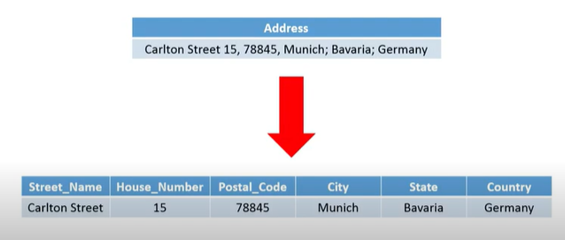 Address
Carlton Street 15, 78845, Munich; Bavaria; Germany
Street_Name House_Number Postal_Code City State Country
Carlton Street 15 78845 Munich Bavaria Germany